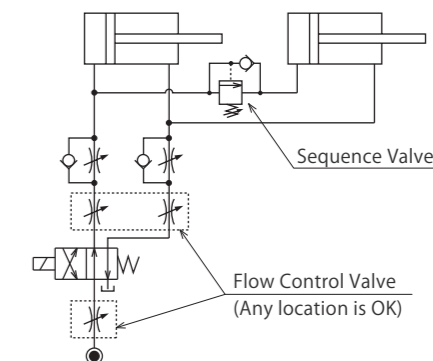 Sequence Valve
Flow Control Valve
(Any location is OK)